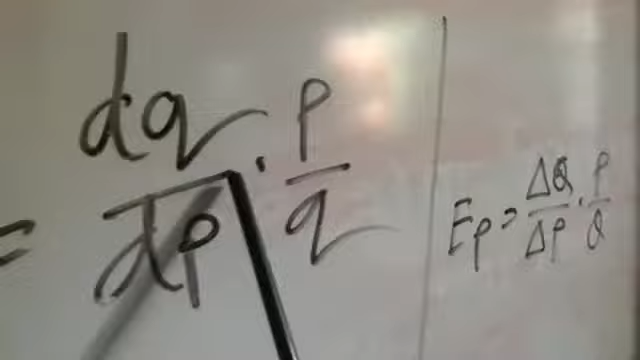 = dq/dp · p/q
Ep = ΔQ/ΔP · P/Q